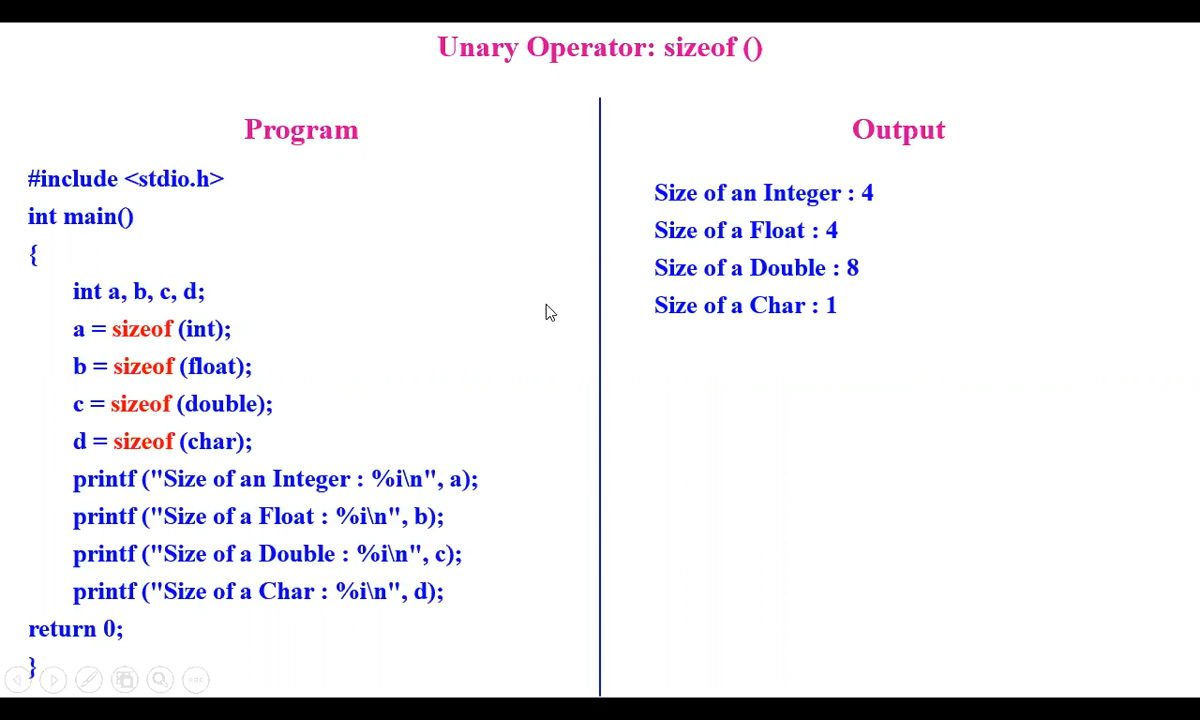 Unary Operator: sizeof ()
Program
#include <stdio.h>
int main()
{
int a, b, c, d;
a = sizeof (int);
b = sizeof (float);
c = sizeof (double);
d = sizeof (char);
printf ("Size of an Integer : %i\n", a);
printf ("Size of a Float : %i\n", b);
printf ("Size of a Double : %i\n", c);
printf ("Size of a Char : %i\n", d);
return 0;
}
Output
Size of an Integer : 4
Size of a Float : 4
Size of a Double : 8
Size of a Char : 1